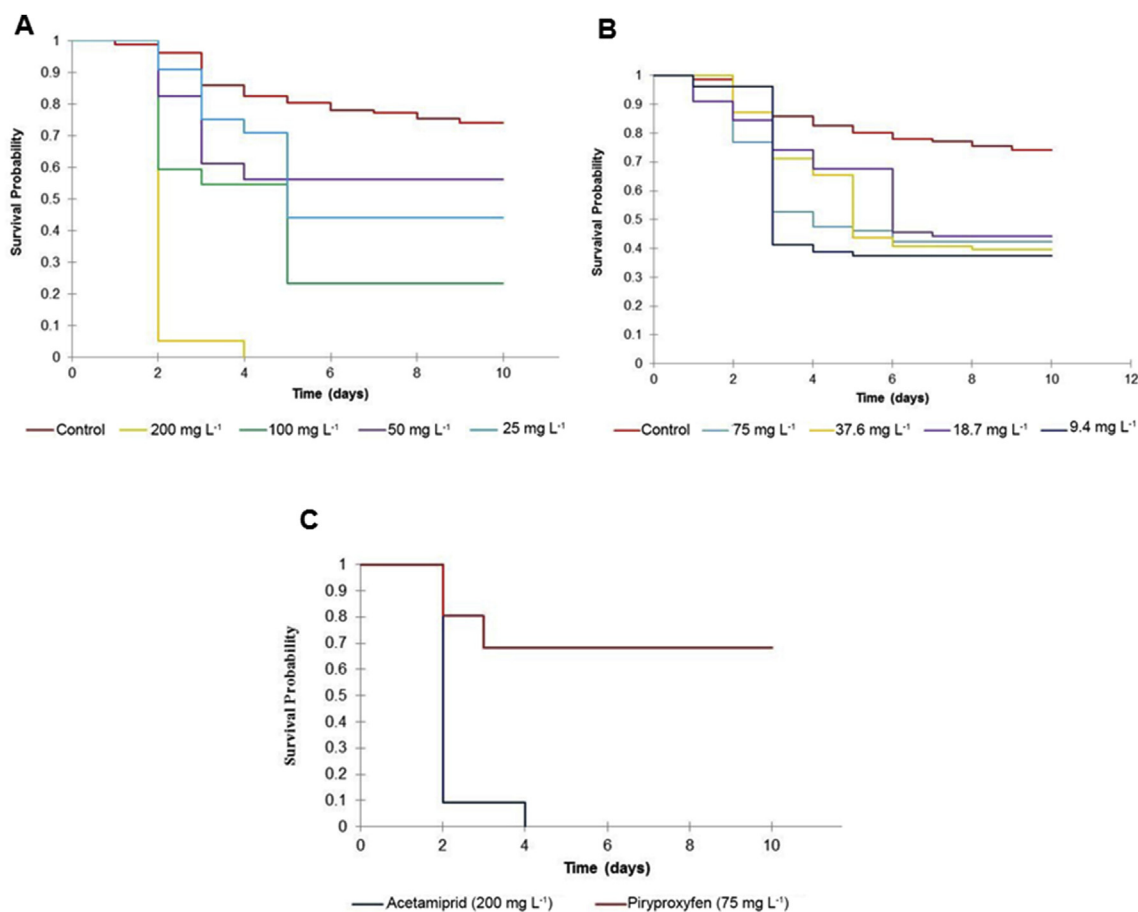 A
1
0.9
0.8
0.7
0.6
0.5
0.4
0.3
0.2
0.1
0
Survival Probability
0 2 4 6 8 10
Time (days)
Control 200 mg L⁻¹ 100 mg L⁻¹ 50 mg L⁻¹ 25 mg L⁻¹
B
1
0.9
0.8
0.7
0.6
0.5
0.4
0.3
0.2
0.1
0
Survaival Probability
0 2 4 6 8 10 12
Time (days)
Control 75 mg L⁻¹ 37.6 mg L⁻¹ 18.7 mg L⁻¹ 9.4 mg L⁻¹
C
1
0.9
0.8
0.7
0.6
0.5
0.4
0.3
0.2
0.1
0
Survival Probability
0 2 4 6 8 10
Time (days)
Acetamiprid (200 mg L⁻¹) Piryproxyfen (75 mg L⁻¹)